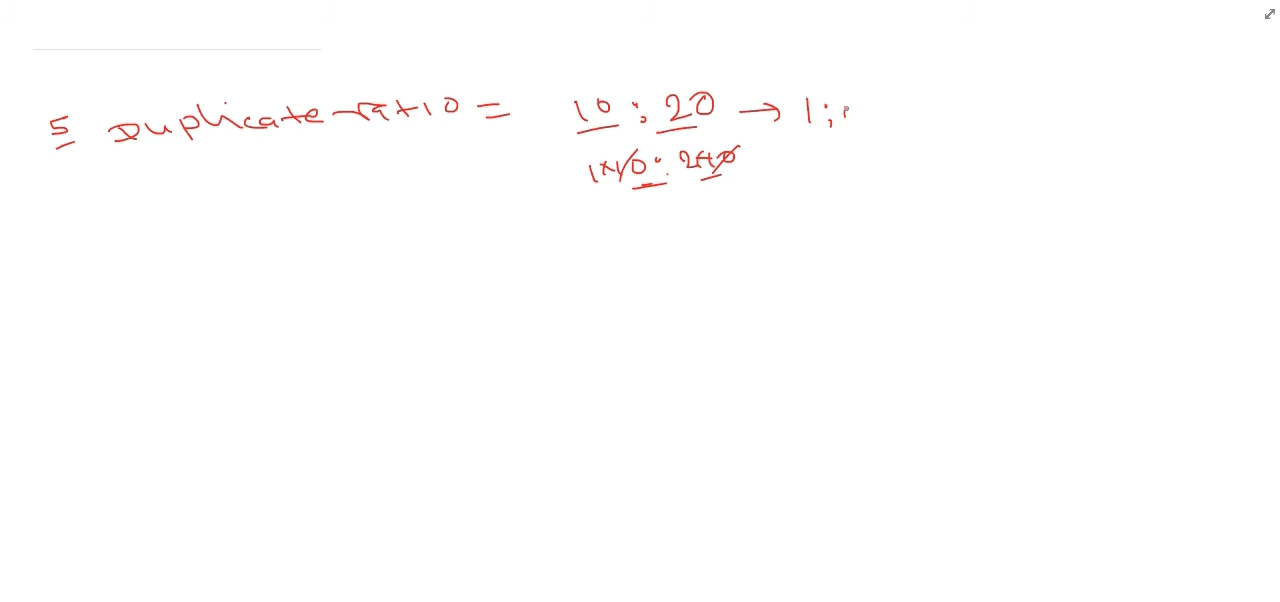 5 Duplicate ratio = 10 : 20 → 1 :
1×10 : 2×10